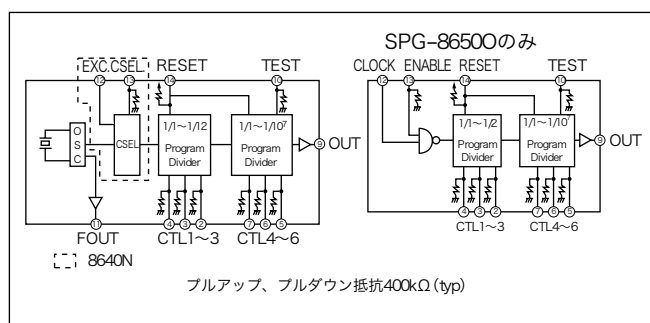 SPG-8650Oのみ
EXC.CSEL RESET TEST
CLOCK ENABLE RESET TEST
12 13 14 10
12 13 14 10
OSC
CSEL
1/1~1/12
Program
Divider
1/1~1/10⁷
Program
Divider
9 OUT
1/1~1/2
Program
Divider
1/1~1/10⁷
Program
Divider
9 OUT
11 4 3 2 7 6 5
4 3 2 7 6 5
FOUT CTL1~3 CTL4~6
CTL1~3 CTL4~6
8640N
プルアップ、プルダウン抵抗400kΩ(typ)